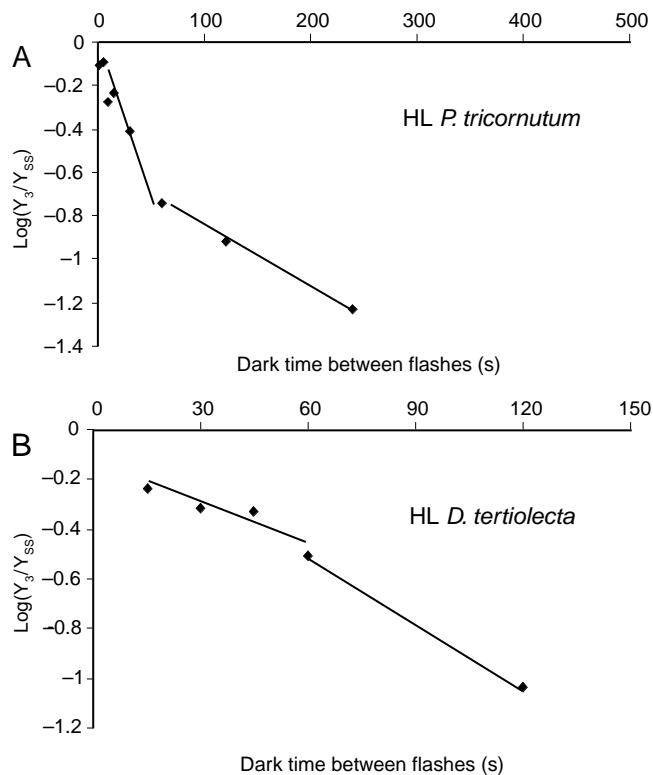 A
0 100 200 300 400 500
0
–0.2
–0.4
–0.6
–0.8
–1
–1.2
–1.4
Log(Y3/YSS)
HL P. tricornutum
Dark time between flashes (s)
B
0 30 60 90 120 150
0
–0.2
–0.4
–0.6
–0.8
–1
–1.2
Log(Y3/YSS)
HL D. tertiolecta
Dark time between flashes (s)